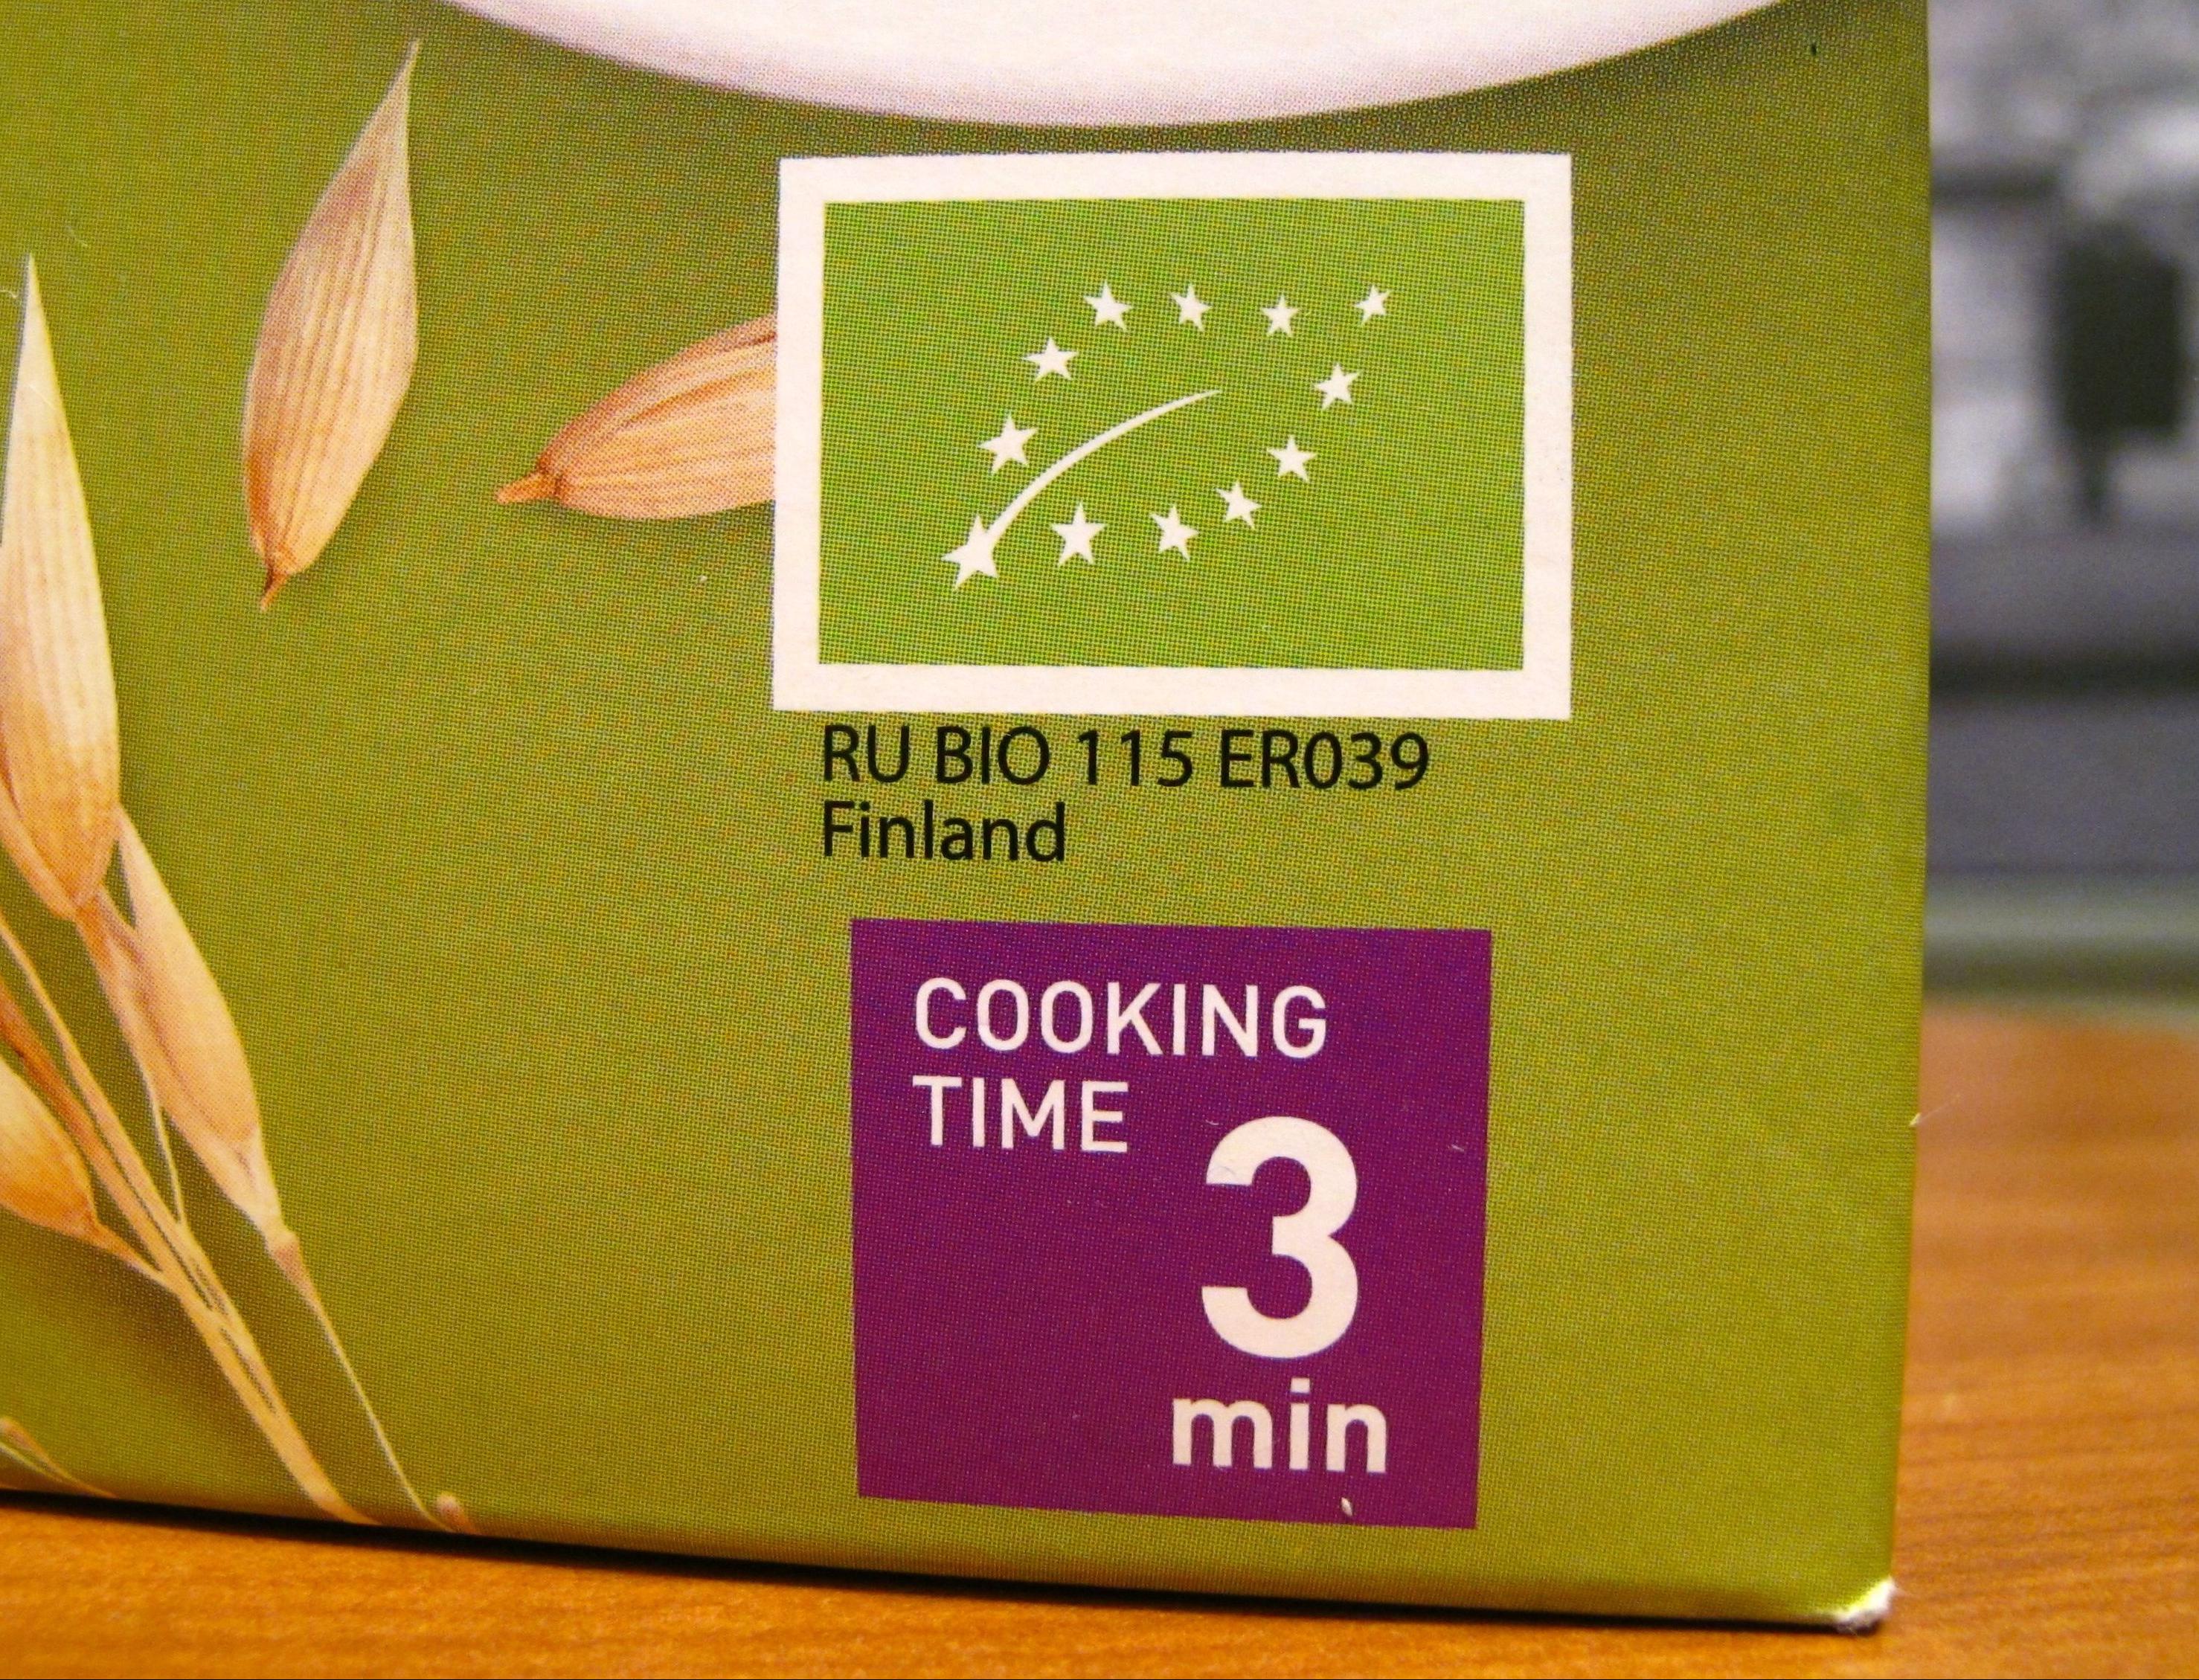 RU BIO 115 ER039
Finland
COOKING
TIME
3
min